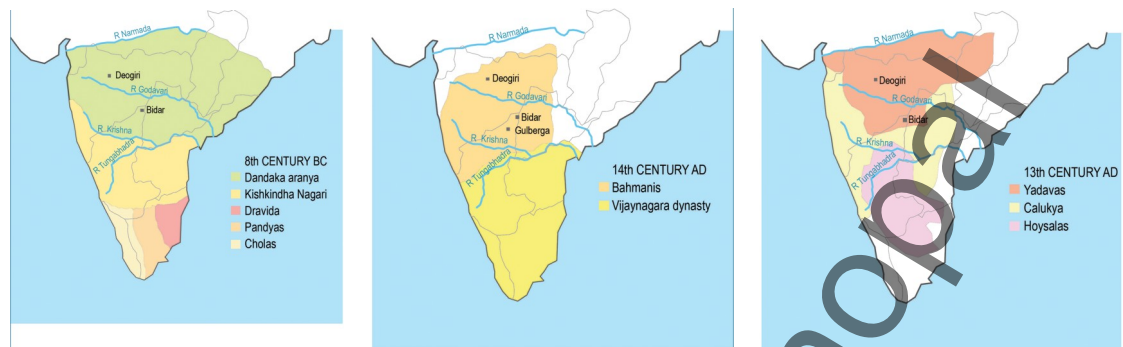 R Narmada
Deogiri
R Godavari
Bidar
R. Krishna
R Tungabhadra
8th CENTURY BC
Dandaka aranya
Kishkindha Nagari
Dravida
Pandyas
Cholas
R Narmada
Deogiri
R Godavari
Bidar
Gulberga
R. Krishna
R Tungabhadra
14th CENTURY AD
Bahmanis
Vijaynagara dynasty
R Narmada
Deogiri
R Godavari
Bidar
R Krishna
R Tungabhadra
13th CENTURY AD
Yadavas
Calukya
Hoysalas